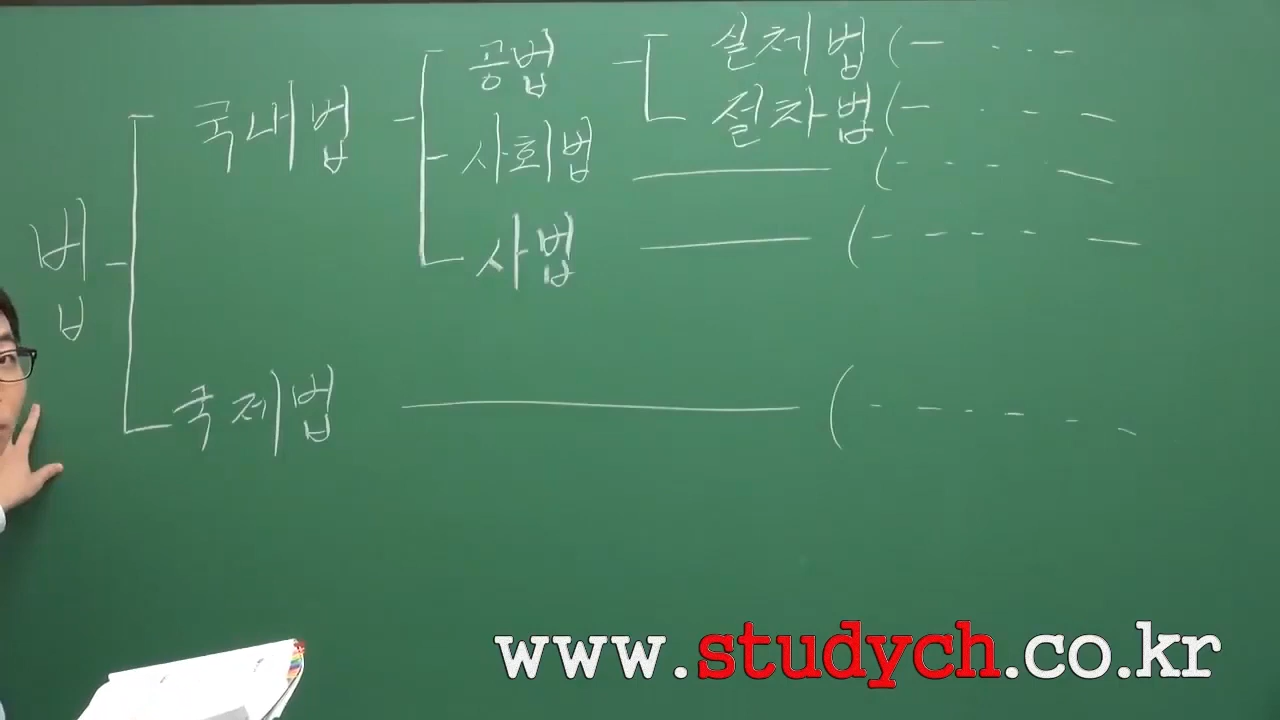 법
국내법
공법
실체법 (
절차법 (
사회법 (
사법 (
국제법 (
www.studych.co.kr